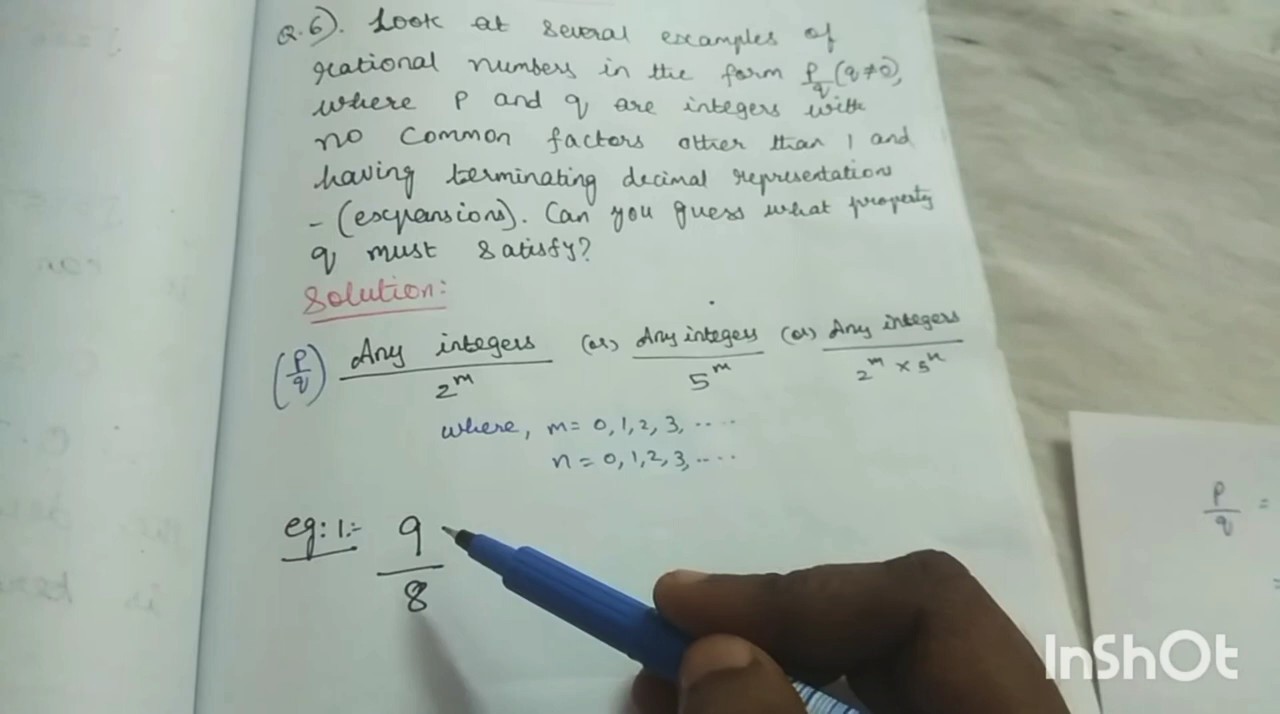 Q.6). Look at several examples of
rational numbers in the form p/q (q≠0),
where P and q are integers with
no common factors other than 1 and
having terminating decimal representations
- (expansions). Can you guess what property
q must satisfy?
Solution:
(P/q) Any integers/2^m (or) Any integers/5^m (or) Any integers/2^m × 5^n
where, m = 0, 1, 2, 3, ....
n = 0, 1, 2, 3, ....
eg: 1:- 9/8
P/q =
=
InShOt